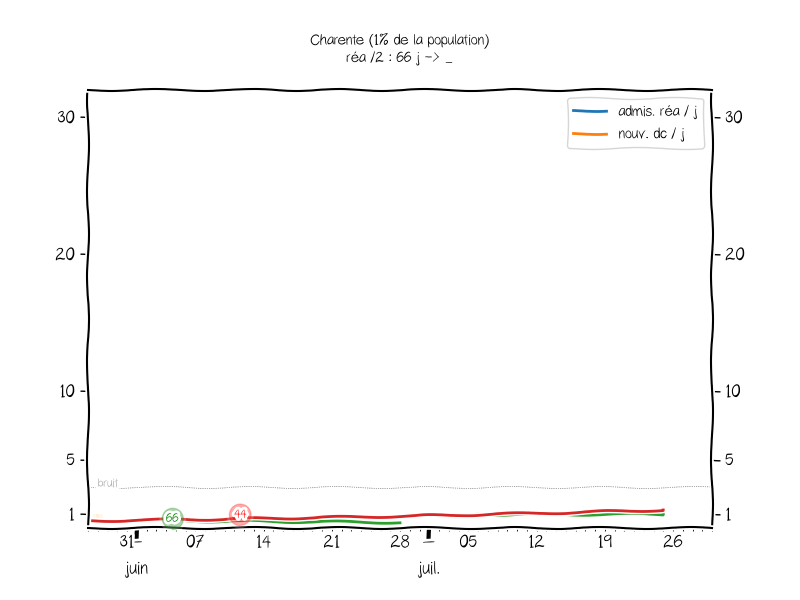 Charente (1% de la population)
réa /2 : 66 j -> _
admis. réa / j
nouv. dc / j
30 30
20 20
10 10
5 5
bruit
1 66 44 1
31 07 14 21 28 05 12 19 26
juin juil.